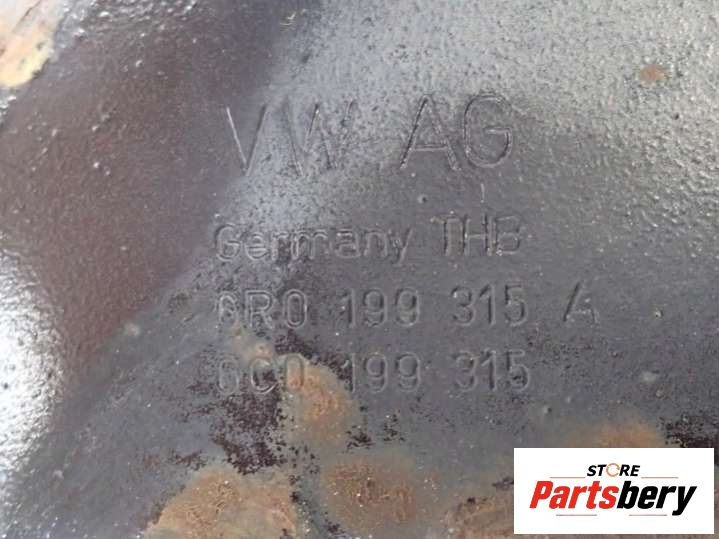 VW AG
Germany THB
6R0 199 315 A
6C0 199 315
STORE
Partsbery